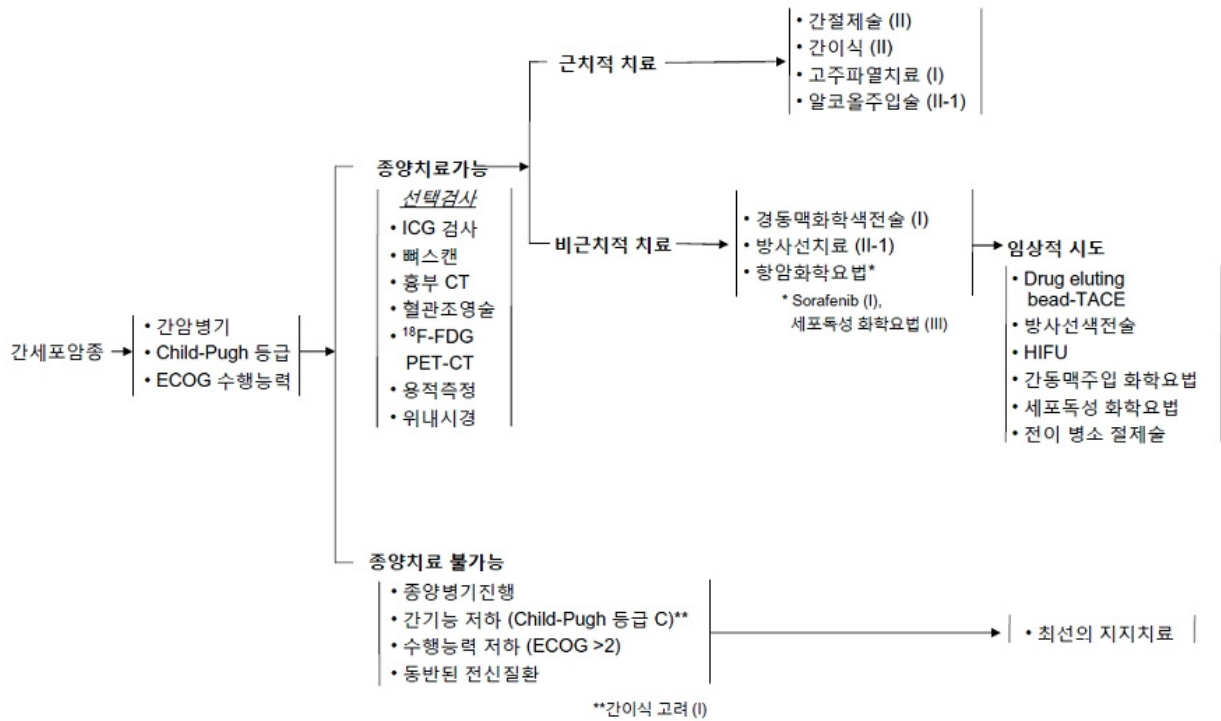 간세포암종
• 간암병기
• Child-Pugh 등급
• ECOG 수행능력
종양치료가능
선택검사
• ICG 검사
• 뼈스캔
• 흉부 CT
• 혈관조영술
• ¹⁸F-FDG
PET-CT
• 용적측정
• 위내시경
근치적 치료
• 간절제술 (II)
• 간이식 (II)
• 고주파열치료 (I)
• 알코올주입술 (II-1)
비근치적 치료
• 경동맥화학색전술 (I)
• 방사선치료 (II-1)
• 항암화학요법*
* Sorafenib (I),
세포독성 화학요법 (III)
임상적 시도
• Drug eluting
bead-TACE
• 방사선색전술
• HIFU
• 간동맥주입 화학요법
• 세포독성 화학요법
• 전이 병소 절제술
종양치료 불가능
• 종양병기진행
• 간기능 저하 (Child-Pugh 등급 C)**
• 수행능력 저하 (ECOG >2)
• 동반된 전신질환
• 최선의 지지치료
**간이식 고려 (I)